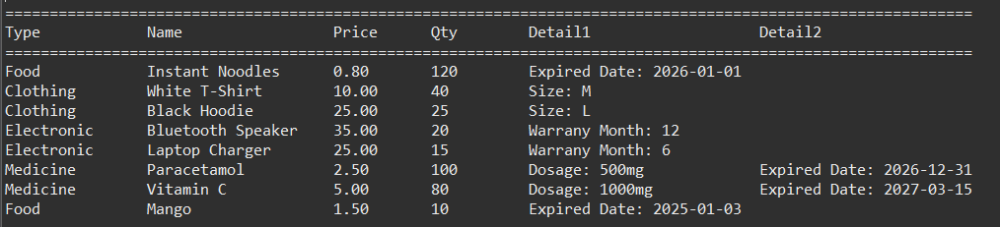 =============================================================================================================
Type            Name                 Price      Qty        Detail1                   Detail2
=============================================================================================================
Food            Instant Noodles      0.80       120        Expired Date: 2026-01-01
Clothing        White T-Shirt        10.00      40         Size: M
Clothing        Black Hoodie         25.00      25         Size: L
Electronic      Bluetooth Speaker    35.00      20         Warrany Month: 12
Electronic      Laptop Charger       25.00      15         Warrany Month: 6
Medicine        Paracetamol          2.50       100        Dosage: 500mg             Expired Date: 2026-12-31
Medicine        Vitamin C            5.00       80         Dosage: 1000mg            Expired Date: 2027-03-15
Food            Mango                1.50       10         Expired Date: 2025-01-03